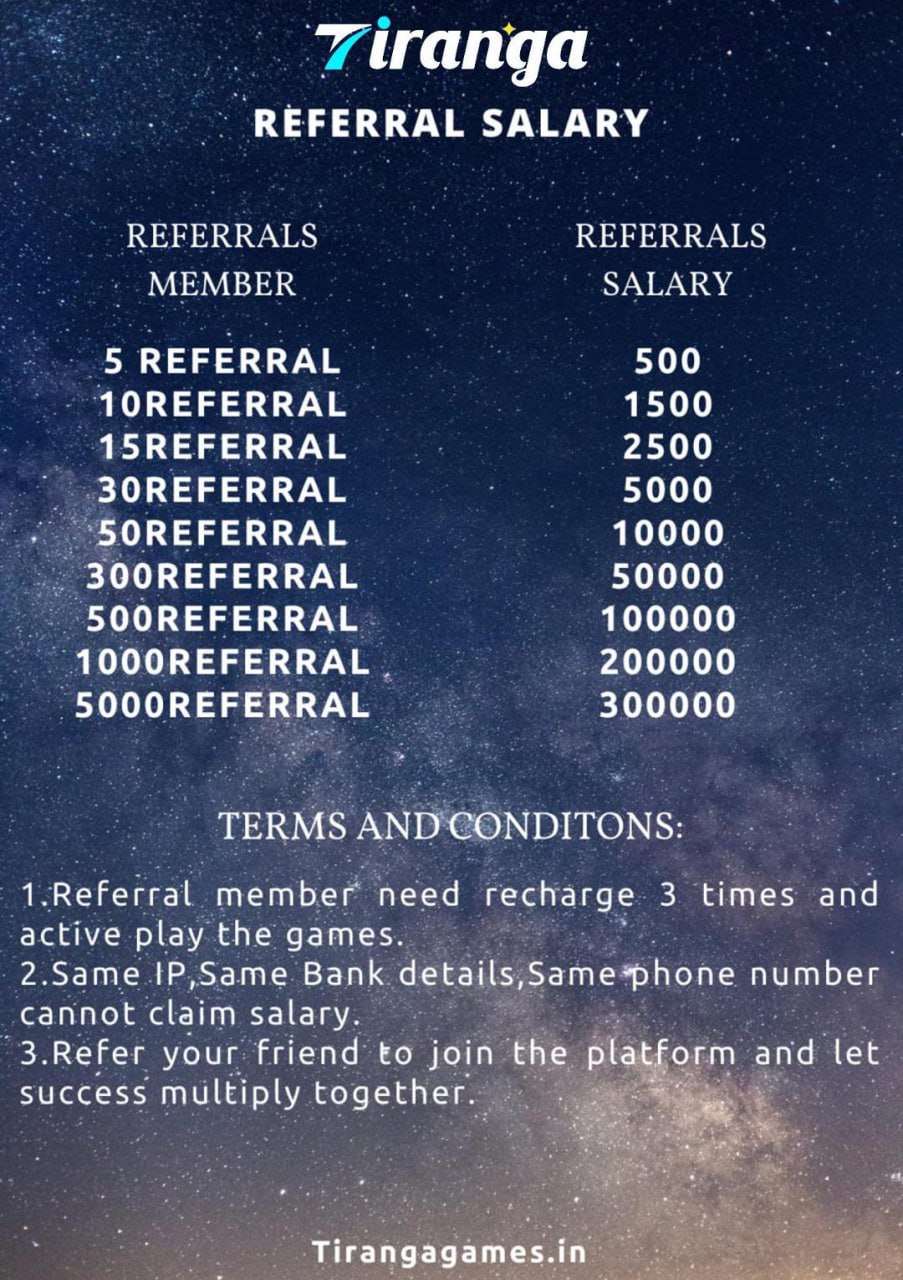 Tiranga
REFERRAL SALARY
REFERRALS MEMBER
REFERRALS SALARY
5 REFERRAL 500
10REFERRAL 1500
15REFERRAL 2500
30REFERRAL 5000
50REFERRAL 10000
300REFERRAL 50000
500REFERRAL 100000
1000REFERRAL 200000
5000REFERRAL 300000
TERMS AND CONDITONS:
1.Referral member need recharge 3 times and
active play the games.
2.Same IP,Same Bank details,Same phone number
cannot claim salary.
3.Refer your friend to join the platform and let
success multiply together.
Tirangagames.in